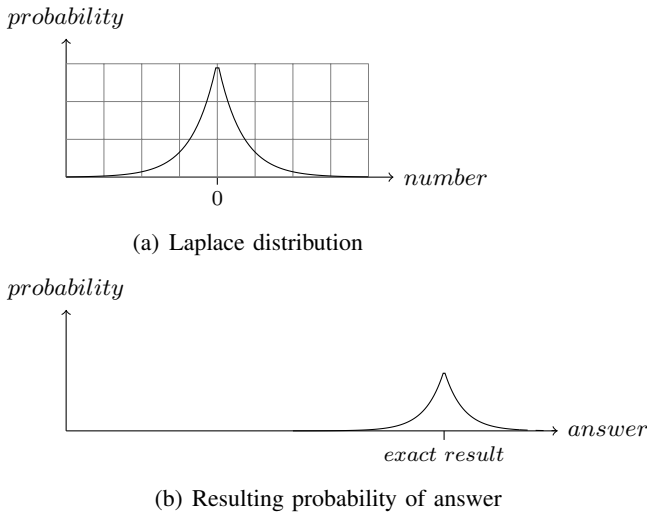 probability
number
0
(a) Laplace distribution
probability
answer
exact result
(b) Resulting probability of answer